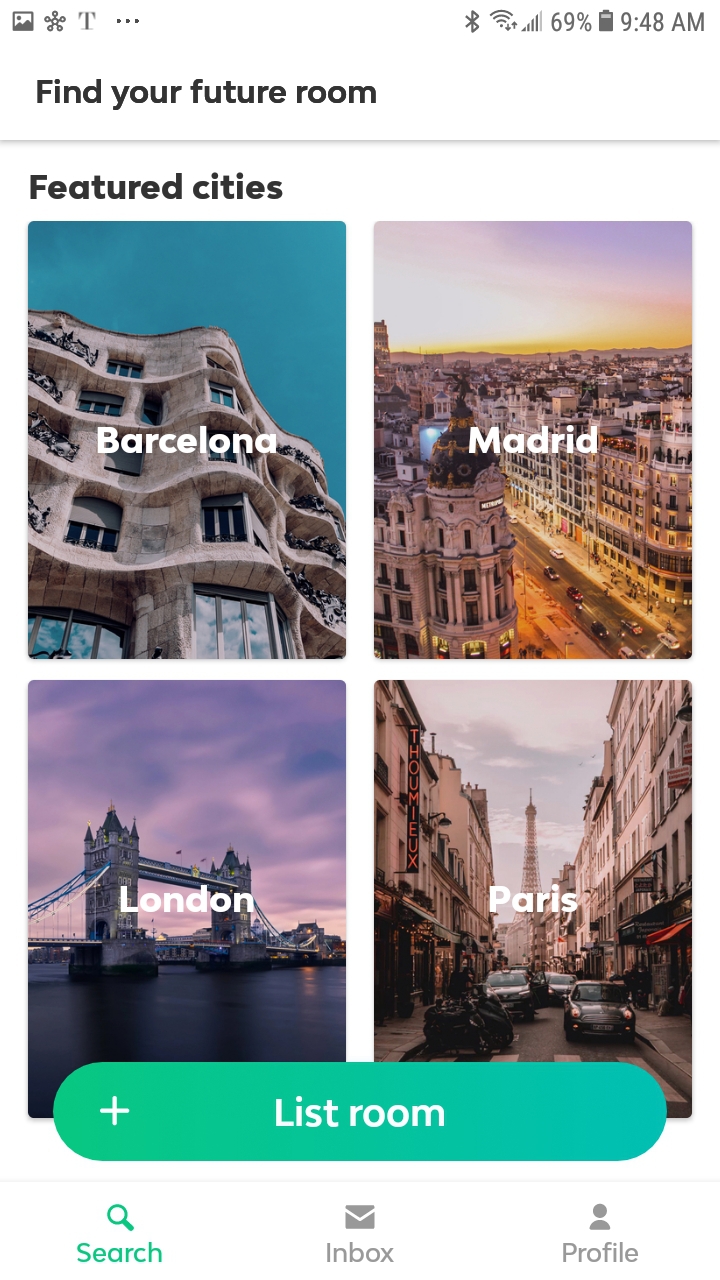 T 69% 9:48 AM
Find your future room
Featured cities
Barcelona
Madrid
METROPOLIS
London
THOUMIEUX
Paris
List room
Search
Inbox
Profile